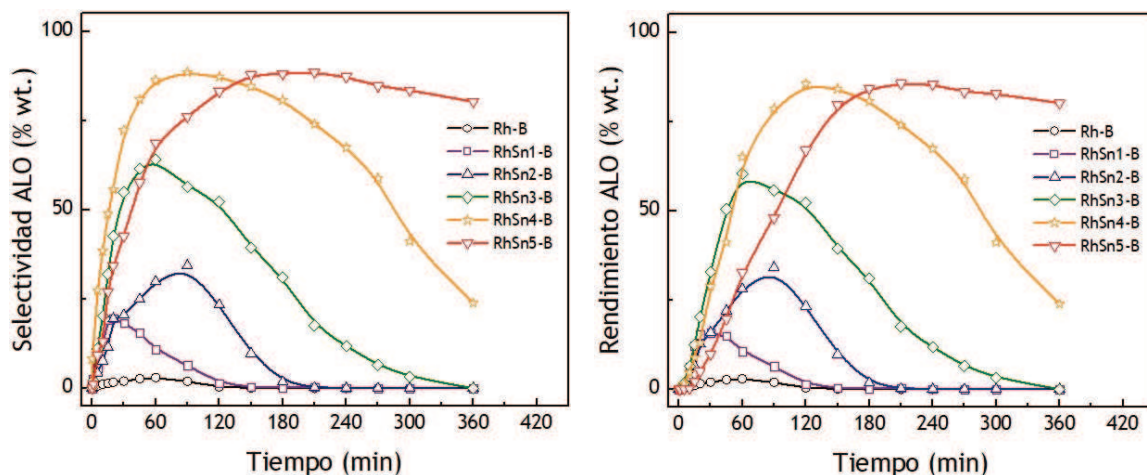 Selectividad ALO (% wt.)
100
50
0
Rh-B
RhSn1-B
RhSn2-B
RhSn3-B
RhSn4-B
RhSn5-B
0 60 120 180 240 300 360 420
Tiempo (min)
Rendimiento ALO (% wt.)
100
50
0
Rh-B
RhSn1-B
RhSn2-B
RhSn3-B
RhSn4-B
RhSn5-B
0 60 120 180 240 300 360 420
Tiempo (min)